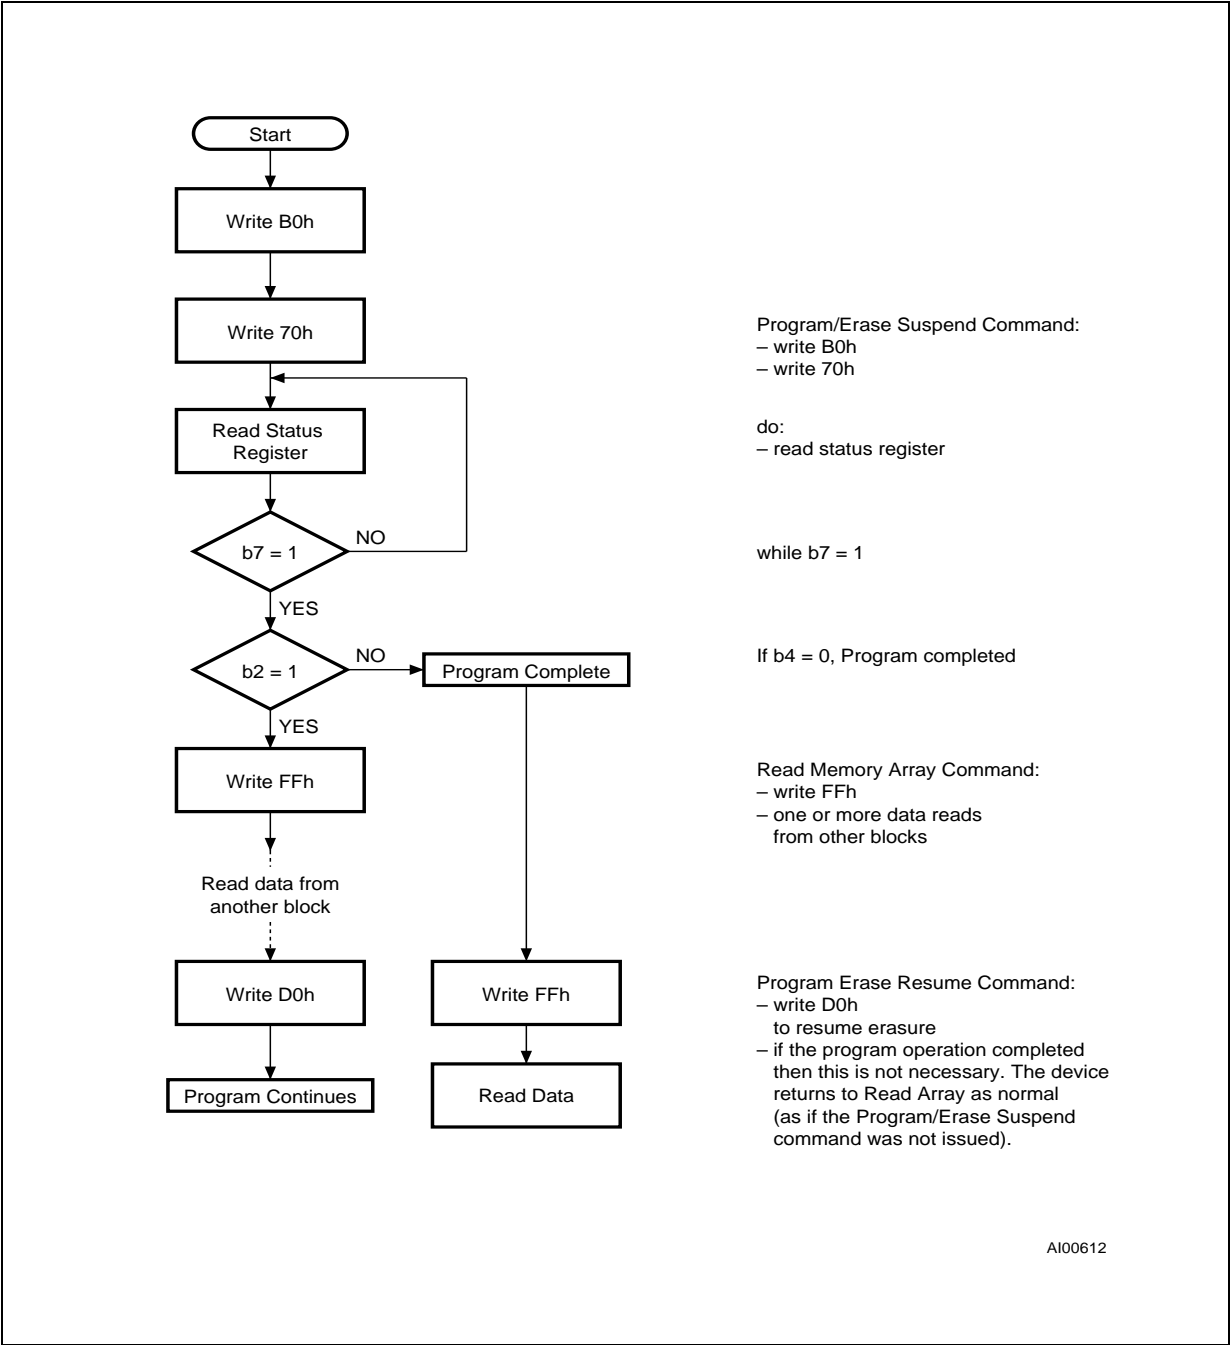 Start
Write B0h
Write 70h
Read Status
Register
b7 = 1
NO
YES
b2 = 1
NO
Program Complete
YES
Write FFh
Read data from
another block
Write D0h
Program Continues
Write FFh
Read Data
Program/Erase Suspend Command:
– write B0h
– write 70h
do:
– read status register
while b7 = 1
If b4 = 0, Program completed
Read Memory Array Command:
– write FFh
– one or more data reads
from other blocks
Program Erase Resume Command:
– write D0h
to resume erasure
– if the program operation completed
then this is not necessary. The device
returns to Read Array as normal
(as if the Program/Erase Suspend
command was not issued).
AI00612